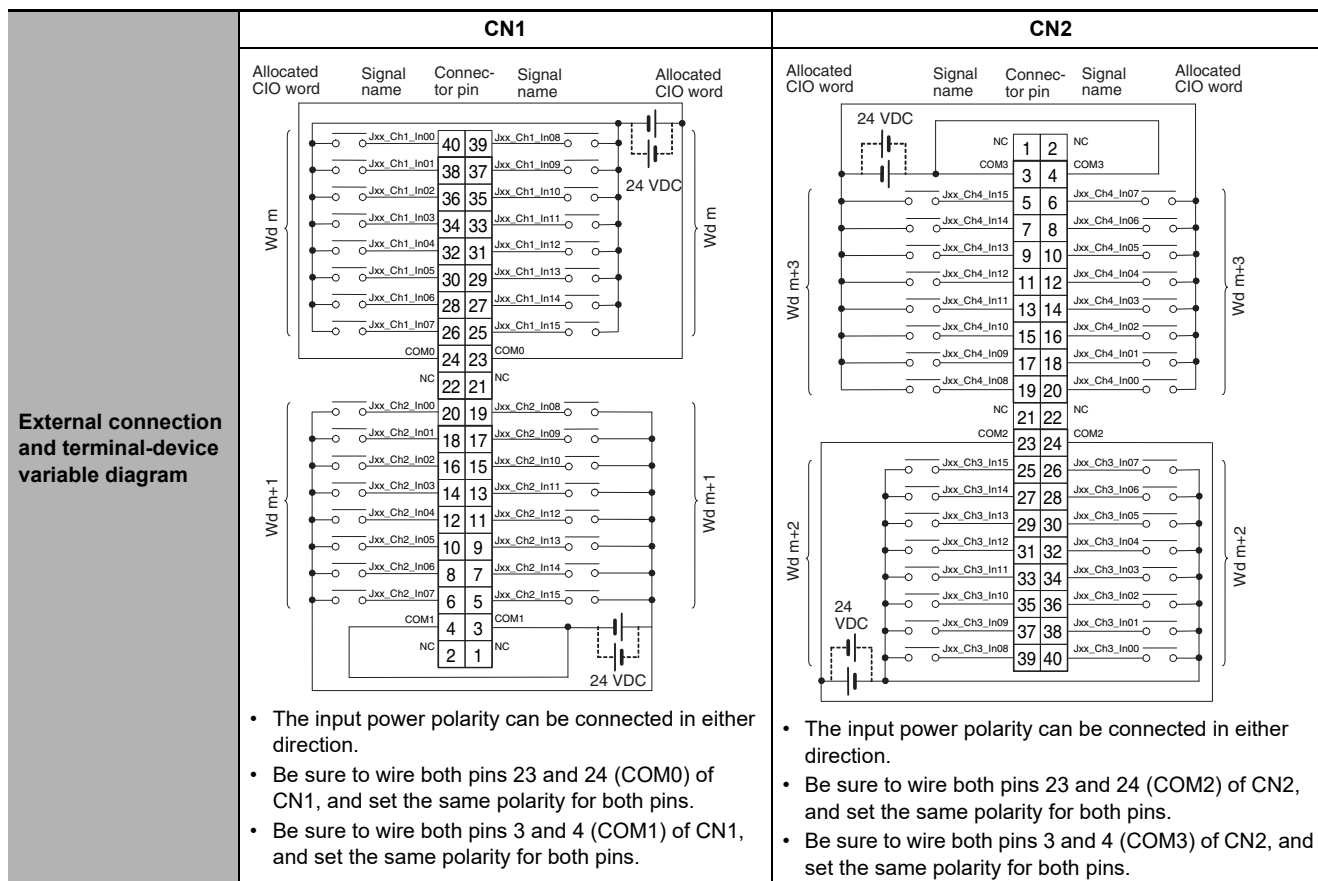 CN1
CN2
External connection
and terminal-device
variable diagram
Allocated
CIO word
Signal
name
Connec-
tor pin
Signal
name
Allocated
CIO word
24 VDC
Wd m
Wd m
Jxx_Ch1_In00 40 39 Jxx_Ch1_In08
Jxx_Ch1_In01 38 37 Jxx_Ch1_In09
Jxx_Ch1_In02 36 35 Jxx_Ch1_In10
Jxx_Ch1_In03 34 33 Jxx_Ch1_In11
Jxx_Ch1_In04 32 31 Jxx_Ch1_In12
Jxx_Ch1_In05 30 29 Jxx_Ch1_In13
Jxx_Ch1_In06 28 27 Jxx_Ch1_In14
Jxx_Ch1_In07 26 25 Jxx_Ch1_In15
COM0 24 23 COM0
NC 22 21 NC
Wd m+1
Wd m+1
Jxx_Ch2_In00 20 19 Jxx_Ch2_In08
Jxx_Ch2_In01 18 17 Jxx_Ch2_In09
Jxx_Ch2_In02 16 15 Jxx_Ch2_In10
Jxx_Ch2_In03 14 13 Jxx_Ch2_In11
Jxx_Ch2_In04 12 11 Jxx_Ch2_In12
Jxx_Ch2_In05 10 9 Jxx_Ch2_In13
Jxx_Ch2_In06 8 7 Jxx_Ch2_In14
Jxx_Ch2_In07 6 5 Jxx_Ch2_In15
COM1 4 3 COM1
NC 2 1 NC
24 VDC
• The input power polarity can be connected in either
direction.
• Be sure to wire both pins 23 and 24 (COM0) of
CN1, and set the same polarity for both pins.
• Be sure to wire both pins 3 and 4 (COM1) of CN1,
and set the same polarity for both pins.
Allocated
CIO word
Signal
name
Connec-
tor pin
Signal
name
Allocated
CIO word
24 VDC
NC 1 2 NC
COM3 3 4 COM3
Wd m+3
Wd m+3
Jxx_Ch4_In15 5 6 Jxx_Ch4_In07
Jxx_Ch4_In14 7 8 Jxx_Ch4_In06
Jxx_Ch4_In13 9 10 Jxx_Ch4_In05
Jxx_Ch4_In12 11 12 Jxx_Ch4_In04
Jxx_Ch4_In11 13 14 Jxx_Ch4_In03
Jxx_Ch4_In10 15 16 Jxx_Ch4_In02
Jxx_Ch4_In09 17 18 Jxx_Ch4_In01
Jxx_Ch4_In08 19 20 Jxx_Ch4_In00
NC 21 22 NC
COM2 23 24 COM2
Wd m+2
Wd m+2
Jxx_Ch3_In15 25 26 Jxx_Ch3_In07
Jxx_Ch3_In14 27 28 Jxx_Ch3_In06
Jxx_Ch3_In13 29 30 Jxx_Ch3_In05
Jxx_Ch3_In12 31 32 Jxx_Ch3_In04
Jxx_Ch3_In11 33 34 Jxx_Ch3_In03
Jxx_Ch3_In10 35 36 Jxx_Ch3_In02
Jxx_Ch3_In09 37 38 Jxx_Ch3_In01
Jxx_Ch3_In08 39 40 Jxx_Ch3_In00
24
VDC
• The input power polarity can be connected in either
direction.
• Be sure to wire both pins 23 and 24 (COM2) of CN2,
and set the same polarity for both pins.
• Be sure to wire both pins 3 and 4 (COM3) of CN2, and
set the same polarity for both pins.